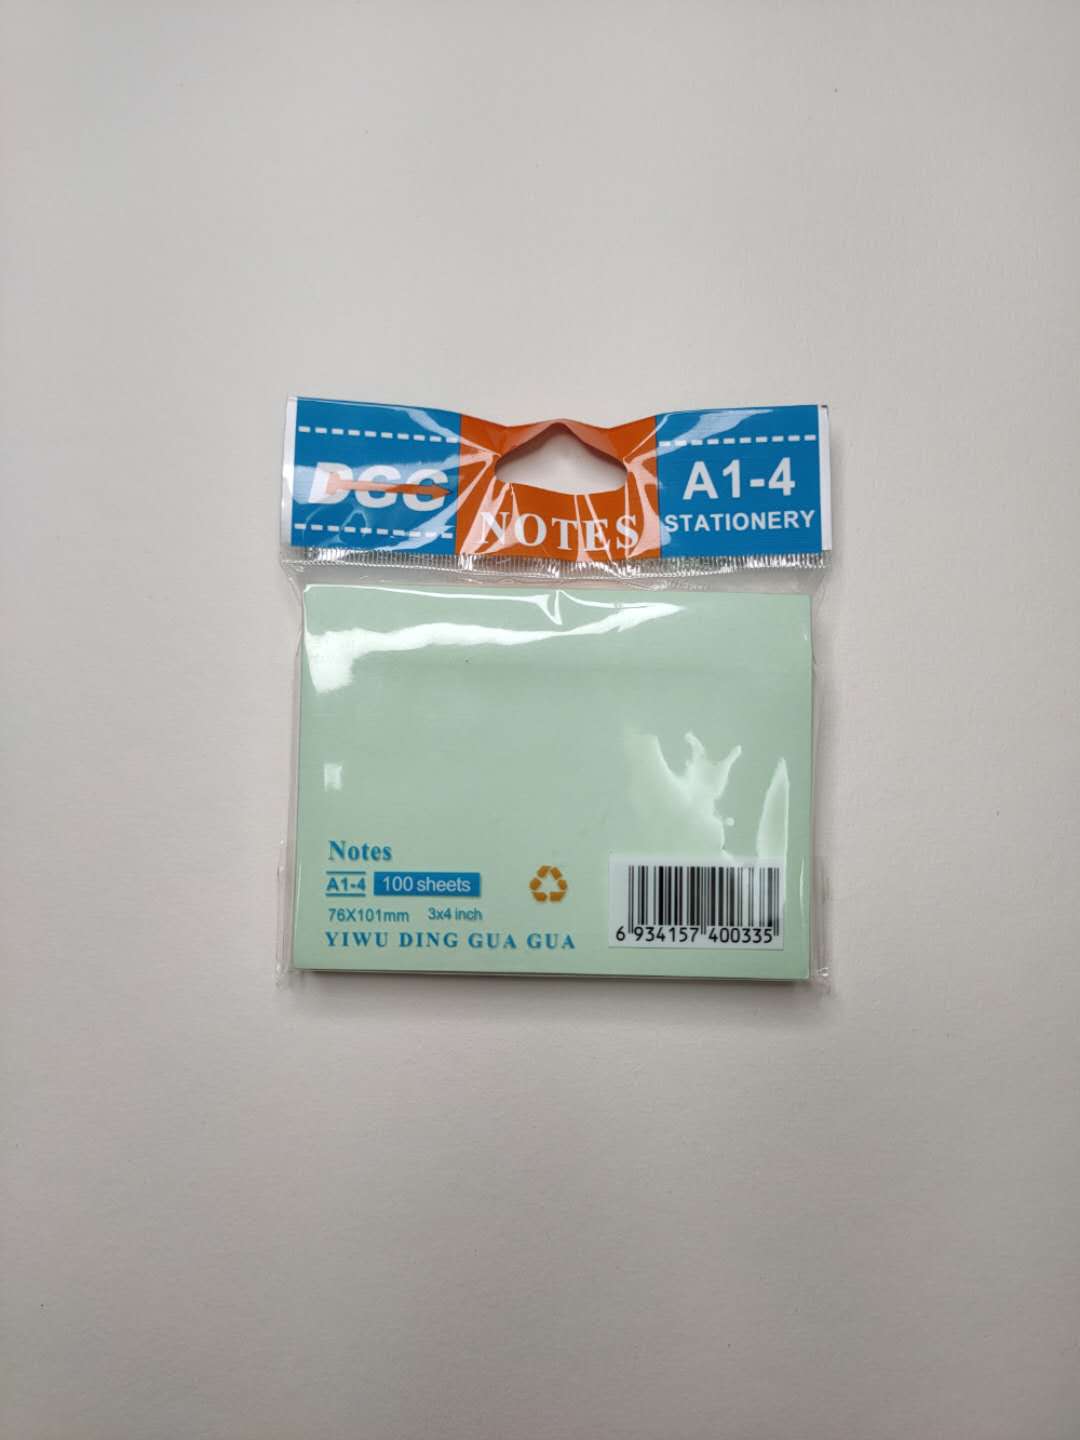 DGG
NOTES
A1-4
STATIONERY
Notes
A1-4 100 sheets
76X101mm 3x4 inch
YIWU DING GUA GUA
6 934157 400335